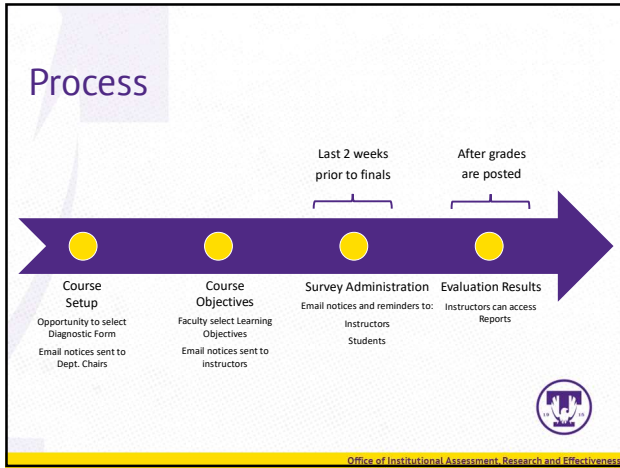 Process
Last 2 weeks
prior to finals
After grades
are posted
Course
Setup
Opportunity to select
Diagnostic Form
Email notices sent to
Dept. Chairs
Course
Objectives
Faculty select Learning
Objectives
Email notices sent to
instructors
Survey Administration
Email notices and reminders to:
Instructors
Students
Evaluation Results
Instructors can access
Reports
T
Office of Institutional Assessment, Research and Effectiveness